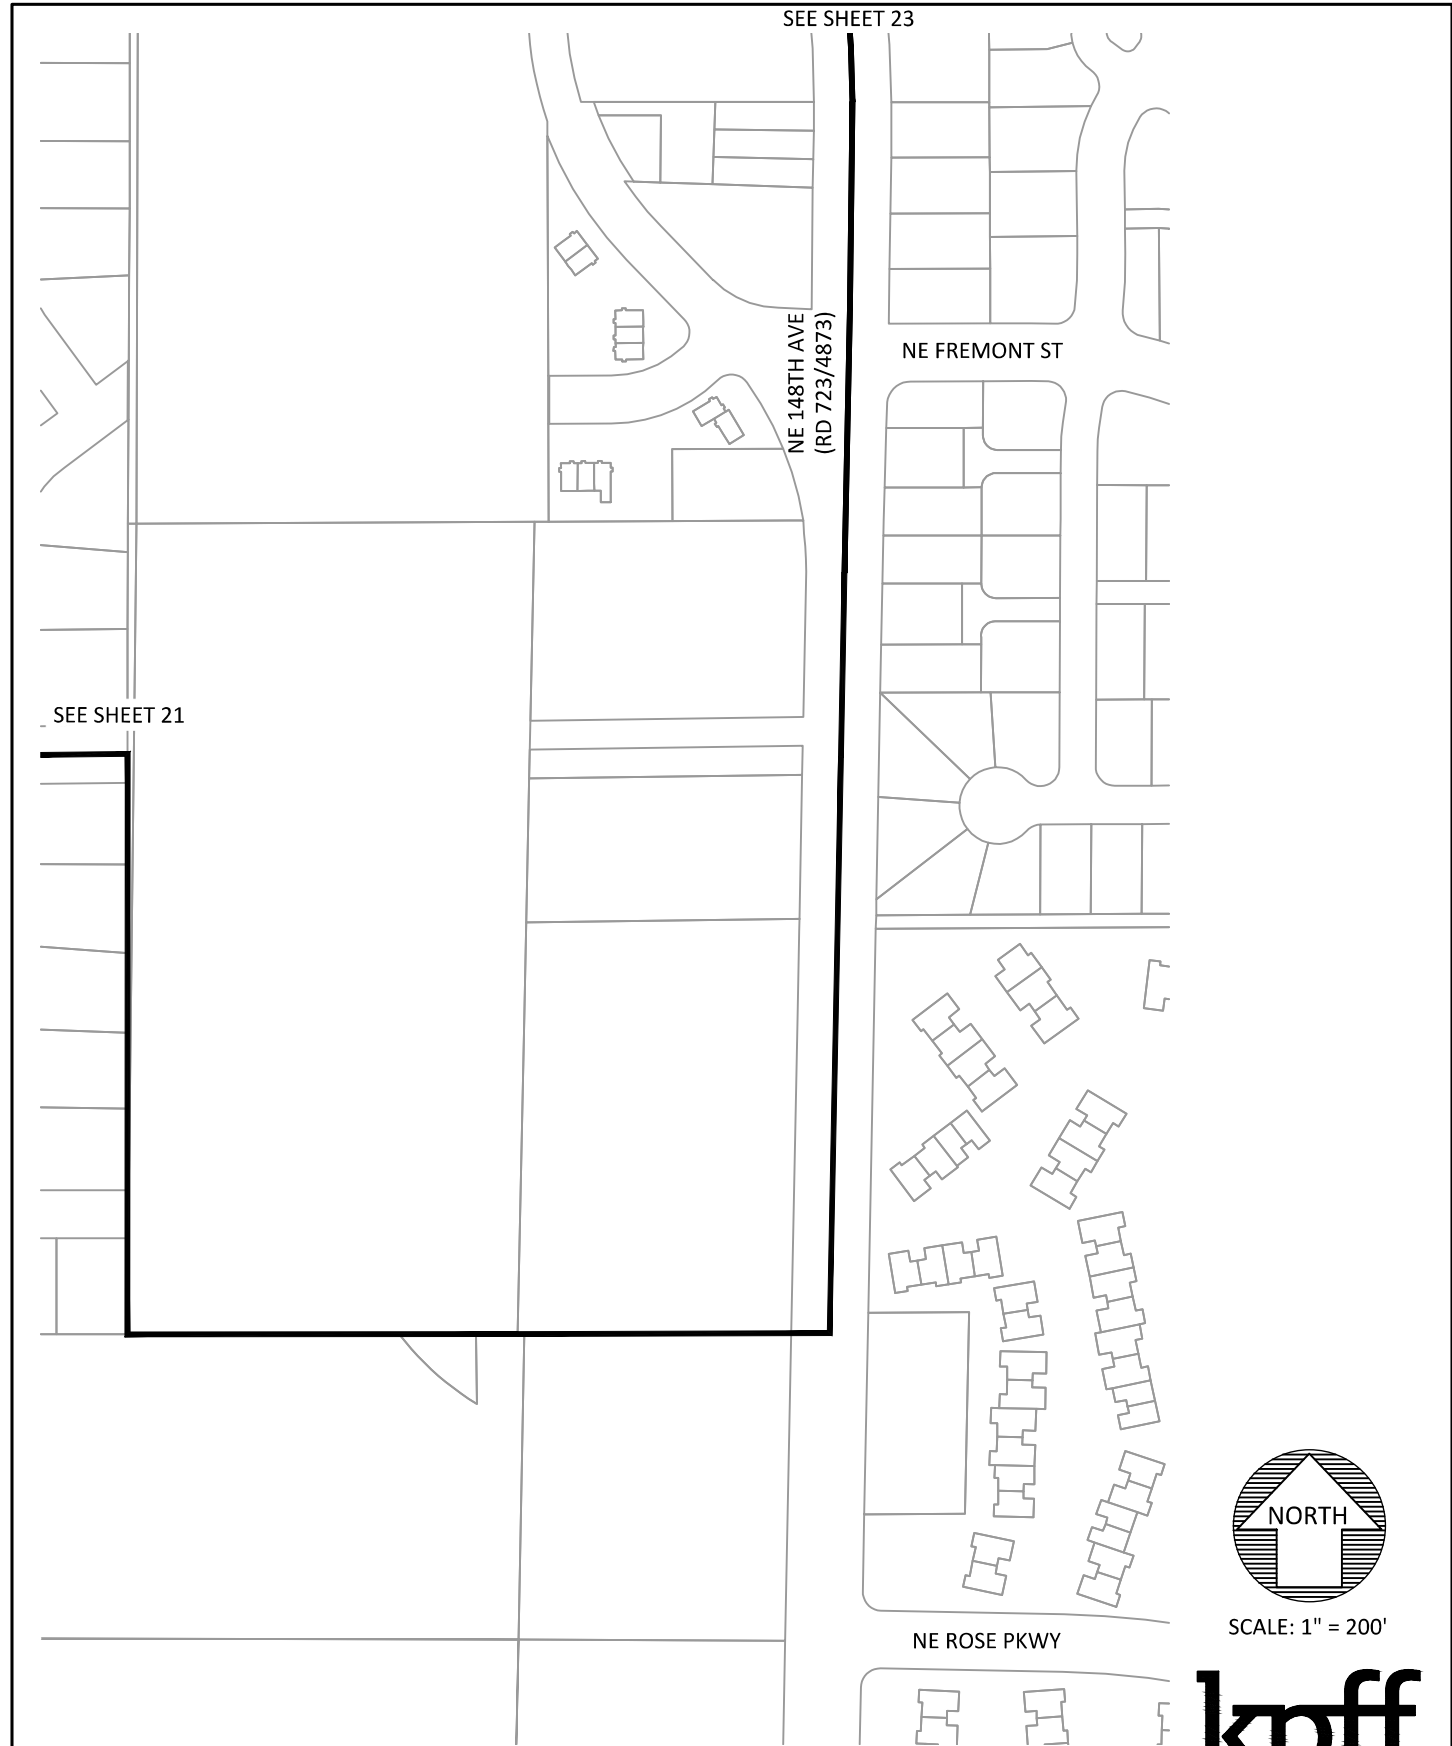 SEE SHEET 23
NE 148TH AVE
(RD 723/4873)
NE FREMONT ST
SEE SHEET 21
NORTH
SCALE: 1" = 200'
NE ROSE PKWY
kpff